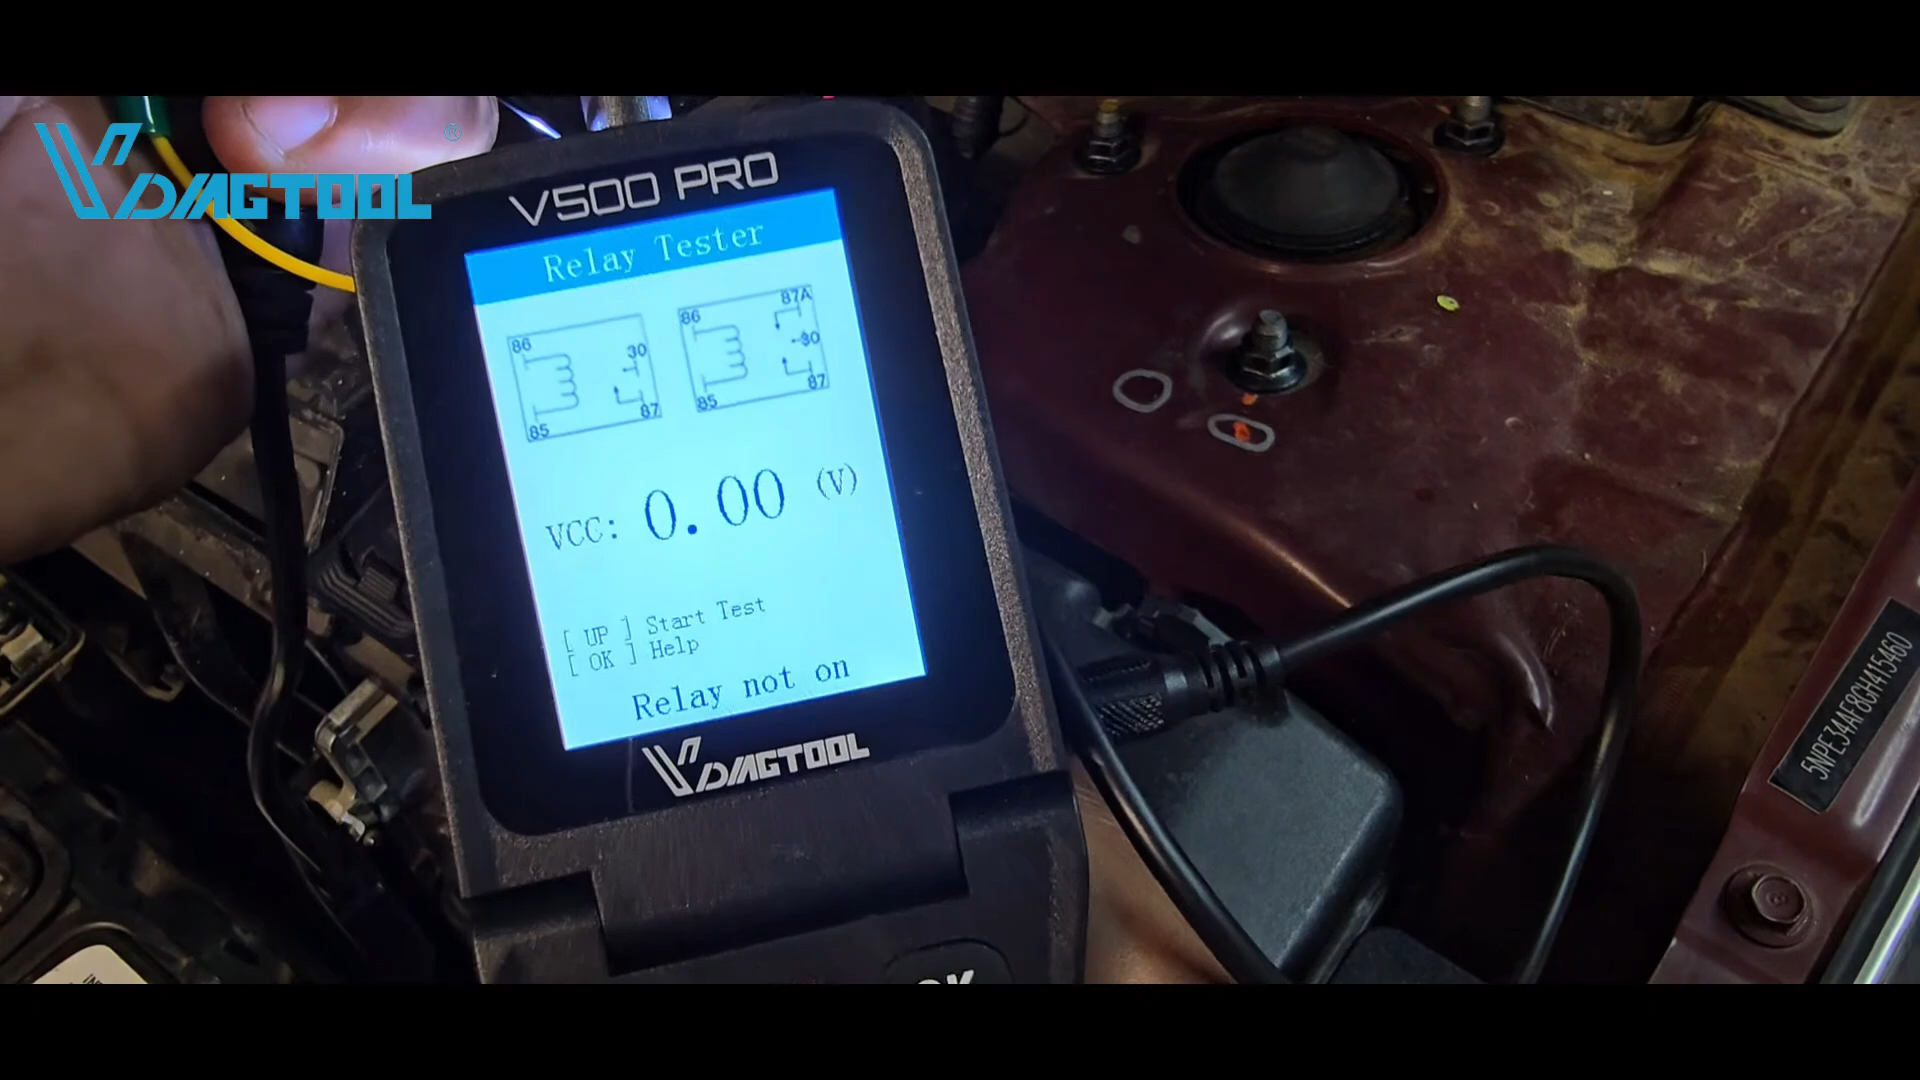 VDIAGTOOL ®
V500 PRO
Relay Tester
86
30
87
85
86
87A
30
87
85
VCC: 0.00 (V)
[ UP ] Start Test
[ OK ] Help
Relay not on
VDIAGTOOL
OK
5NPE34AF8GH415460